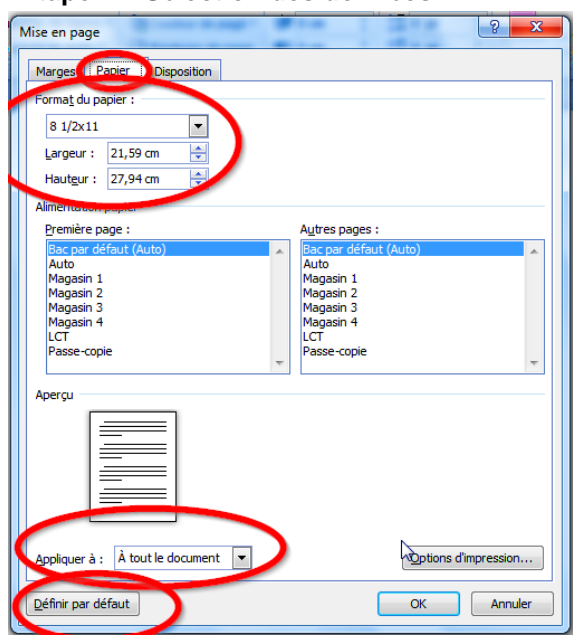 Mise en page
Marges Papier Disposition
Format du papier :
8 1/2x11
Largeur : 21,59 cm
Hauteur : 27,94 cm
Alimentation papier
Première page :
Bac par défaut (Auto)
Auto
Magasin 1
Magasin 2
Magasin 3
Magasin 4
LCT
Passe-copie
Autres pages :
Bac par défaut (Auto)
Auto
Magasin 1
Magasin 2
Magasin 3
Magasin 4
LCT
Passe-copie
Aperçu
Appliquer à : À tout le document
Options d'impression...
Définir par défaut
OK Annuler